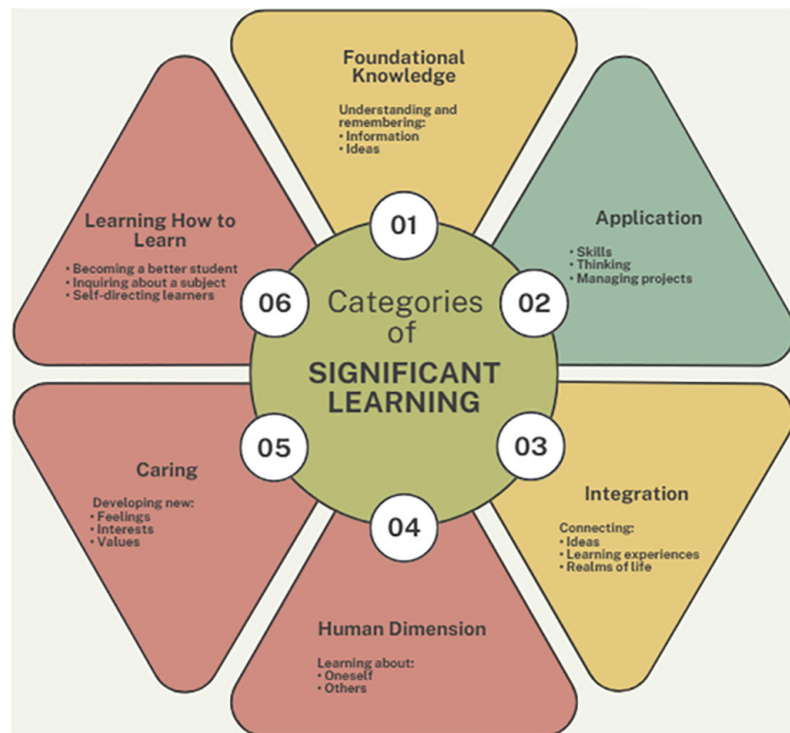 Foundational
Knowledge
Understanding and
remembering:
• Information
• Ideas
01
Application
• Skills
• Thinking
• Managing projects
02
Integration
Connecting:
• Ideas
• Learning experiences
• Realms of life
03
Human Dimension
Learning about:
• Oneself
• Others
04
Caring
Developing new:
• Feelings
• Interests
• Values
05
Learning How to
Learn
• Becoming a better student
• Inquiring about a subject
• Self-directing learners
06
Categories
of
SIGNIFICANT
LEARNING